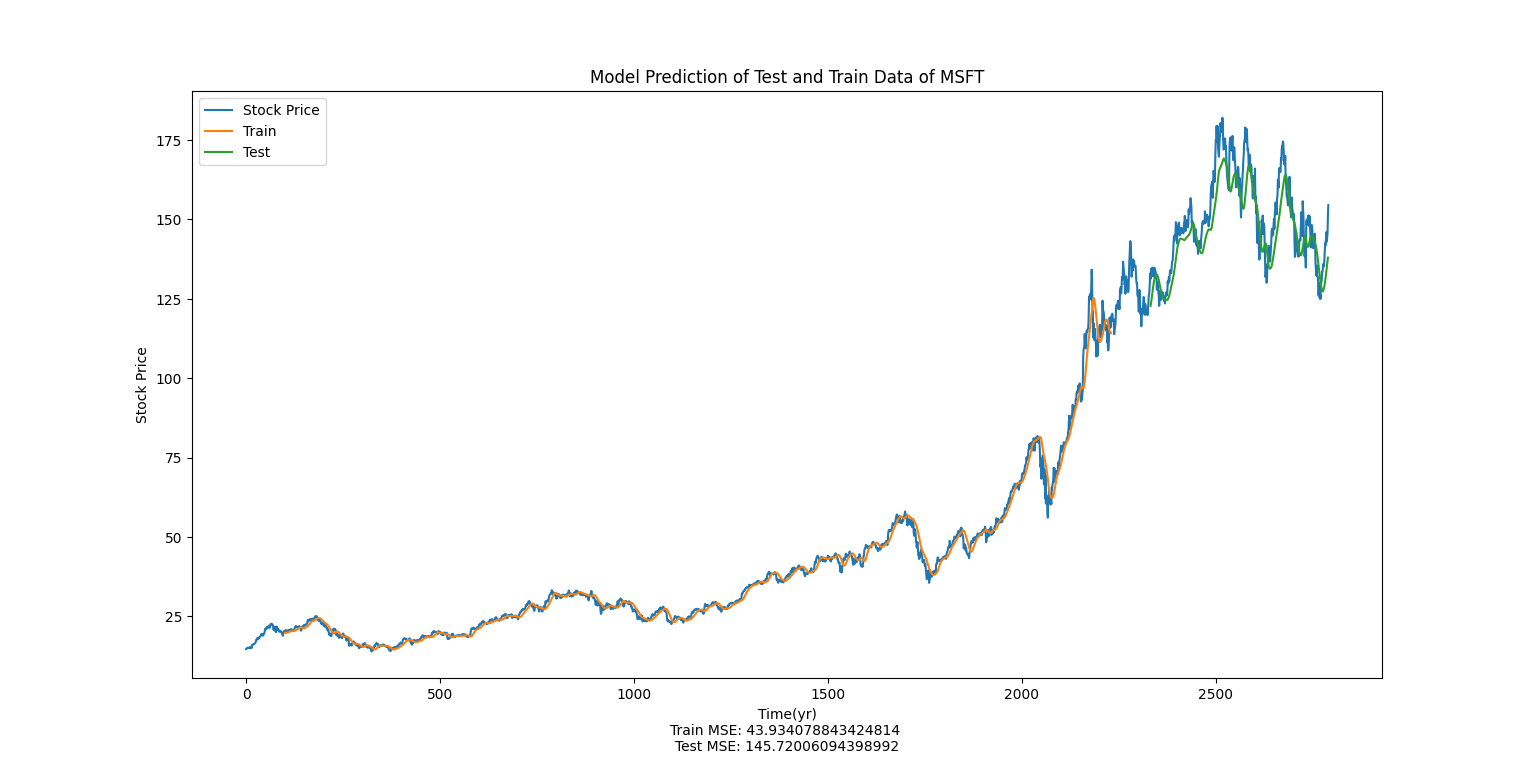 Model Prediction of Test and Train Data of MSFT
Stock Price
Train
Test
175
150
125
100
75
50
25
Stock Price
0 500 1000 1500 2000 2500
Time(yr)
Train MSE: 43.934078843424814
Test MSE: 145.72006094398992